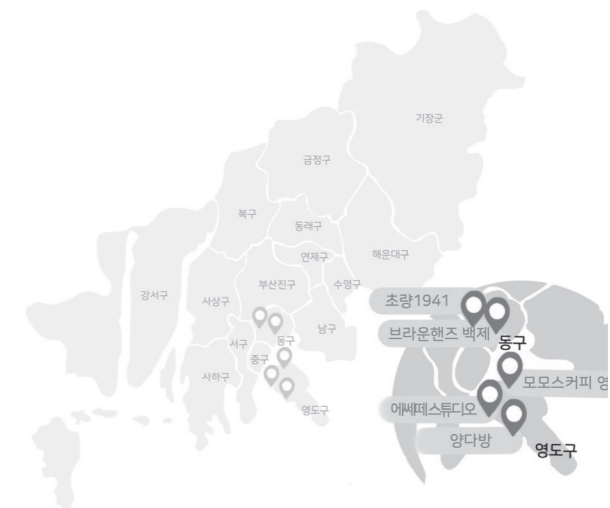 기장군
금정구
북구
동래구
연제구
해운대구
강서구
사상구
부산진구
수영구
동구
남구
서구
중구
사하구
영도구
초량1941
브라운핸즈 백제
동구
모모스커피 영
에쎄떼스튜디오
양다방
영도구